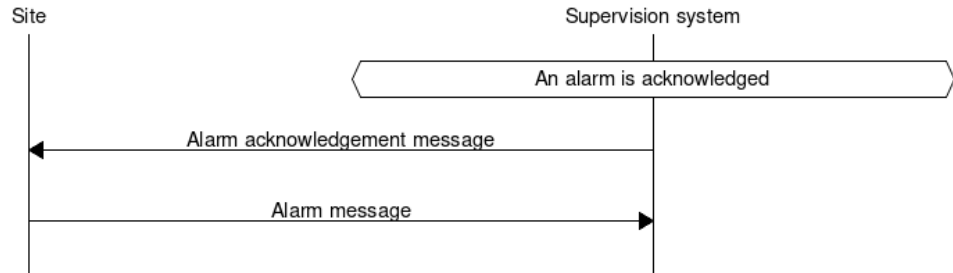 Site
Supervision system
An alarm is acknowledged
Alarm acknowledgement message
Alarm message